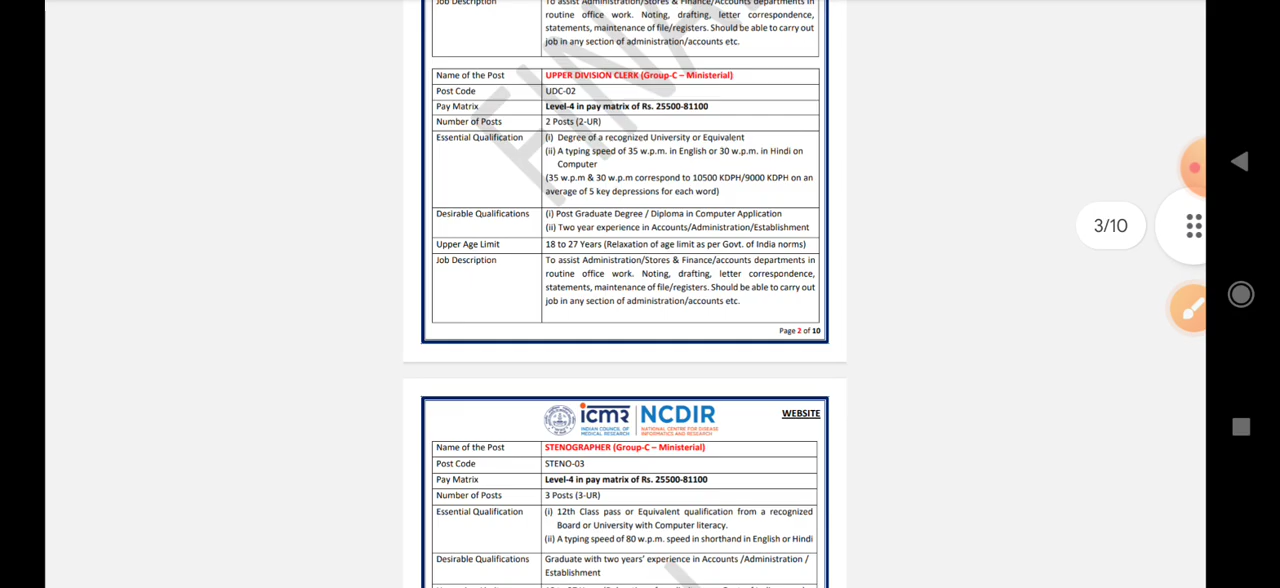 Job Description To assist Administration/Stores & Finance/Accounts departments in
routine office work. Noting, drafting, letter correspondence,
statements, maintenance of file/registers. Should be able to carry out
job in any section of administration/accounts etc.
Name of the Post UPPER DIVISION CLERK (Group-C – Ministerial)
Post Code UDC-02
Pay Matrix Level-4 in pay matrix of Rs. 25500-81100
Number of Posts 2 Posts (2-UR)
Essential Qualification (i) Degree of a recognized University or Equivalent
(ii) A typing speed of 35 w.p.m. in English or 30 w.p.m. in Hindi on
Computer
(35 w.p.m & 30 w.p.m correspond to 10500 KDPH/9000 KDPH on an
average of 5 key depressions for each word)
Desirable Qualifications (i) Post Graduate Degree / Diploma in Computer Application
(ii) Two year experience in Accounts/Administration/Establishment
Upper Age Limit 18 to 27 Years (Relaxation of age limit as per Govt. of India norms)
Job Description To assist Administration/Stores & Finance/accounts departments in
routine office work. Noting, drafting, letter correspondence,
statements, maintenance of file/registers. Should be able to carry out
job in any section of administration/accounts etc.
Page 2 of 10
3/10
icmr NCDIR WEBSITE
INDIAN COUNCIL OF NATIONAL CENTRE FOR DISEASE
MEDICAL RESEARCH INFORMATICS AND RESEARCH
Name of the Post STENOGRAPHER (Group-C – Ministerial)
Post Code STENO-03
Pay Matrix Level-4 in pay matrix of Rs. 25500-81100
Number of Posts 3 Posts (3-UR)
Essential Qualification (i) 12th Class pass or Equivalent qualification from a recognized
Board or University with Computer literacy.
(ii) A typing speed of 80 w.p.m. speed in shorthand in English or Hindi
Desirable Qualifications Graduate with two years' experience in Accounts /Administration /
Establishment